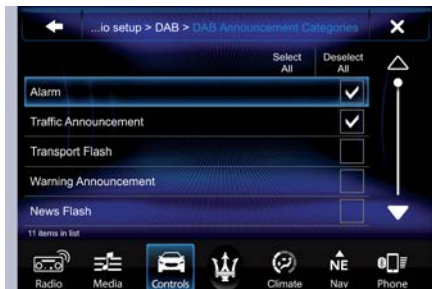 ...io setup > DAB > DAB Announcement Categories
Select All
Deselect All
Alarm
Traffic Announcement
Transport Flash
Warning Announcement
News Flash
11 items in list
Radio
Media
Controls
NE
Climate
Nav
Phone